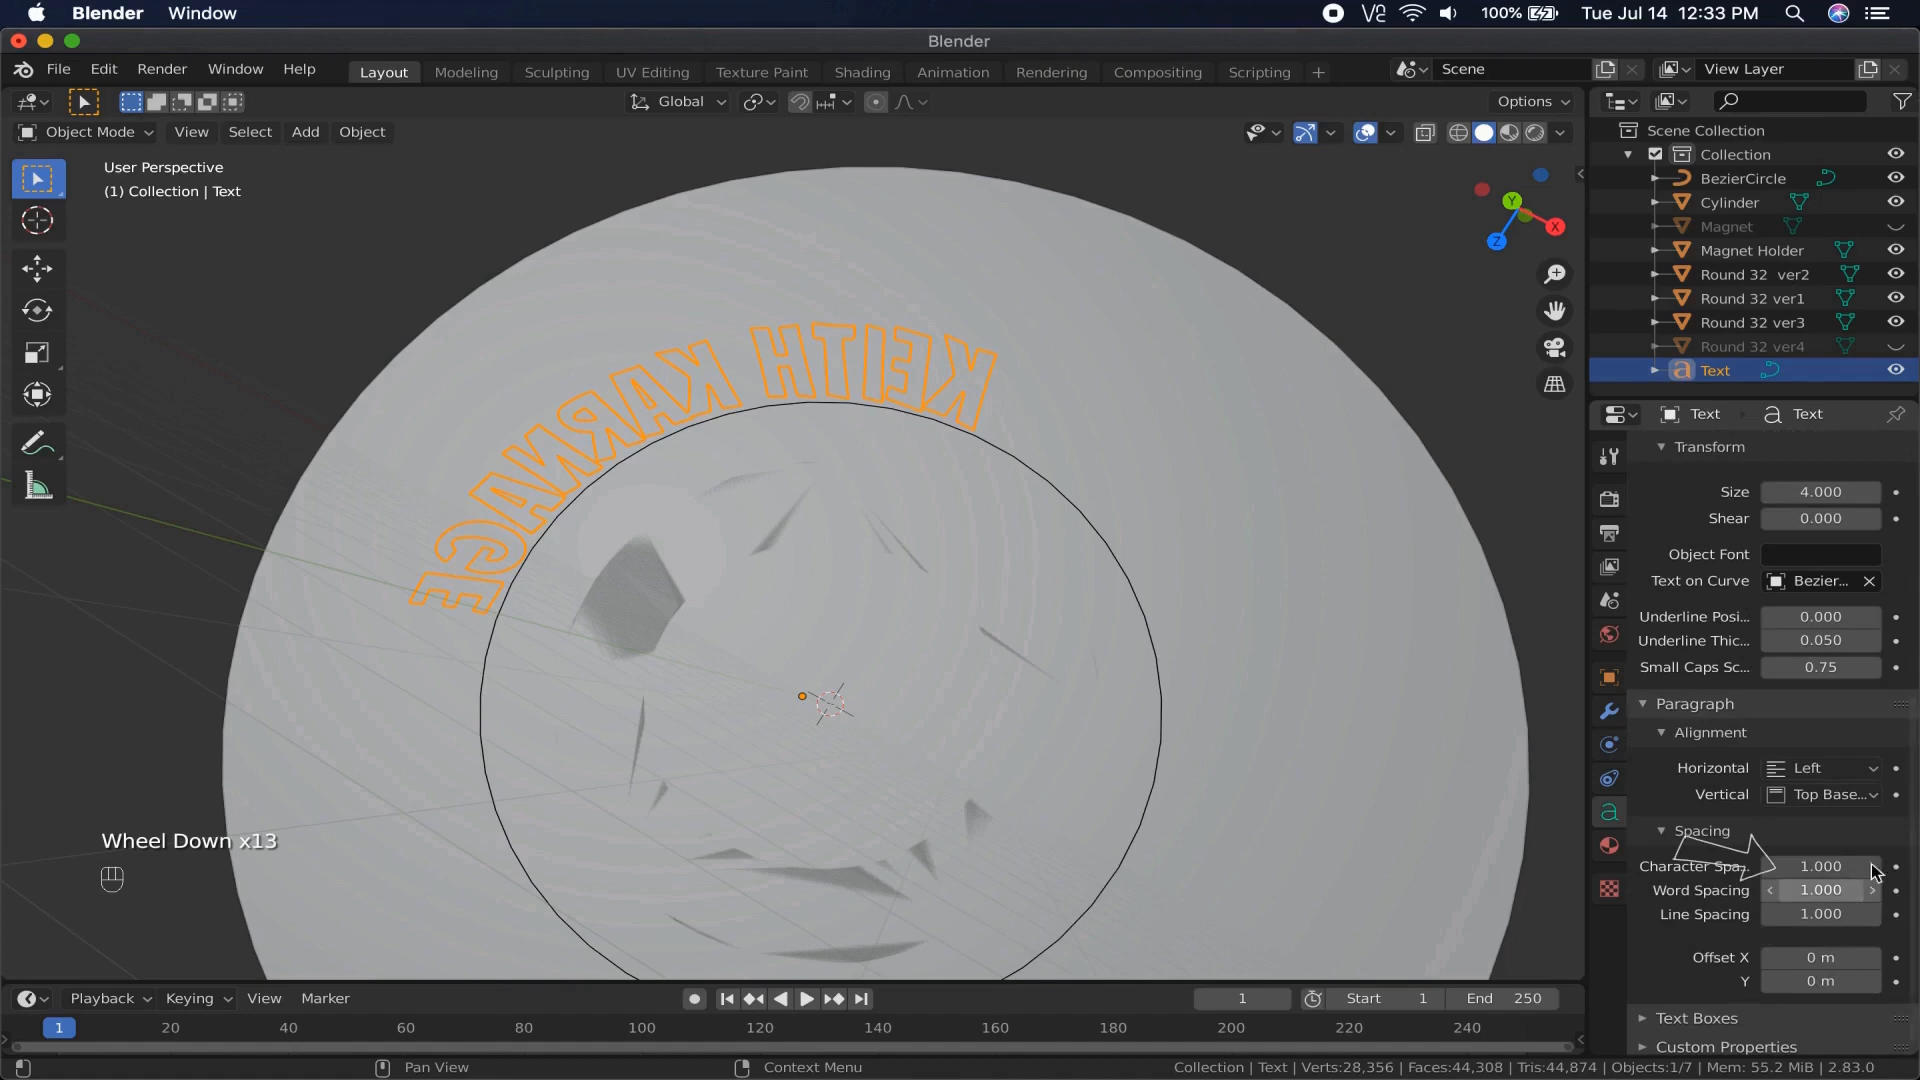 Blender Window 100% Tue Jul 14 12:33 PM
Blender
File Edit Render Window Help Layout Modeling Sculpting UV Editing Texture Paint Shading Animation Rendering Compositing Scripting + Scene View Layer
Global Options
Object Mode View Select Add Object
User Perspective
(1) Collection | Text
Y
X
Z
KEITH KARNAGE
Wheel Down x13
Scene Collection
Collection
BezierCircle
Cylinder
Magnet
Magnet Holder
Round 32 ver2
Round 32 ver1
Round 32 ver3
Round 32 ver4
Text
Text Text
Transform
Size 4.000
Shear 0.000
Object Font
Text on Curve Bezier...
Underline Posi... 0.000
Underline Thic... 0.050
Small Caps Sc... 0.75
Paragraph
Alignment
Horizontal Left
Vertical Top Base...
Spacing
Character Spa.. 1.000
Word Spacing 1.000
Line Spacing 1.000
Offset X 0 m
Y 0 m
Text Boxes
Custom Properties
Playback Keying View Marker 1 Start 1 End 250
1 20 40 60 80 100 120 140 160 180 200 220 240
Pan View Context Menu Collection | Text | Verts:28,356 | Faces:44,308 | Tris:44,874 | Objects:1/7 | Mem: 55.2 MiB | 2.83.0